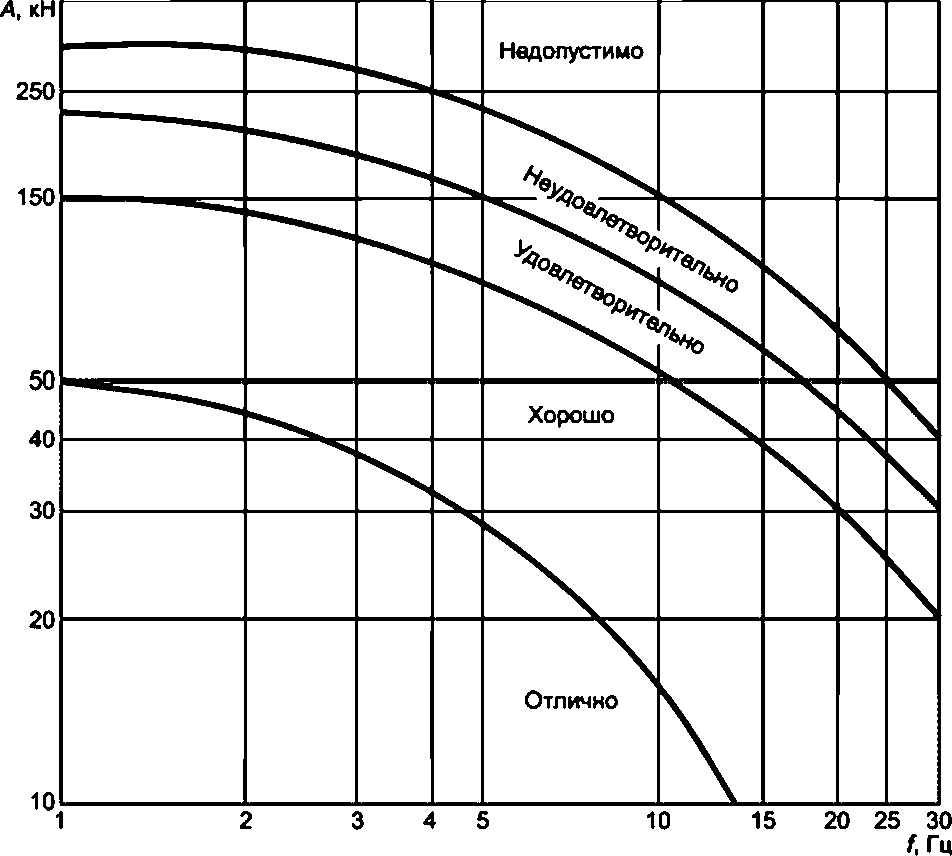 A, кН
Недопустимо
250
Неудовлетворительно
150
Удовлетворительно
50
Хорошо
40
30
20
Отлично
10
1 2 3 4 5 10 15 20 25 30
f, Гц